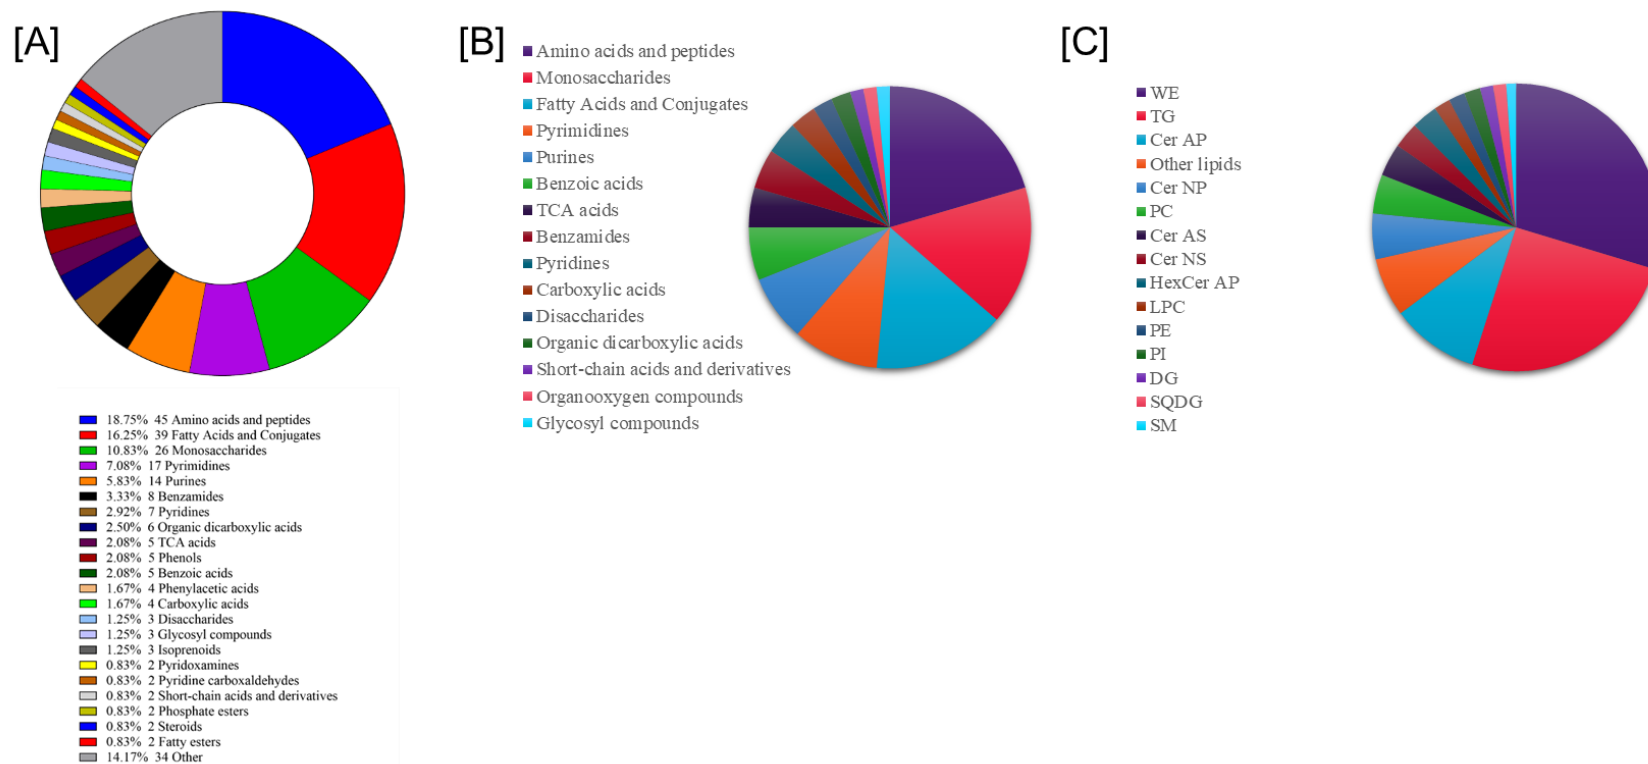 [A]
18.75% 45 Amino acids and peptides
16.25% 39 Fatty Acids and Conjugates
10.83% 26 Monosaccharides
7.08% 17 Pyrimidines
5.83% 14 Purines
3.33% 8 Benzamides
2.92% 7 Pyridines
2.50% 6 Organic dicarboxylic acids
2.08% 5 TCA acids
2.08% 5 Phenols
2.08% 5 Benzoic acids
1.67% 4 Phenylacetic acids
1.67% 4 Carboxylic acids
1.25% 3 Disaccharides
1.25% 3 Glycosyl compounds
1.25% 3 Isoprenoids
0.83% 2 Pyridoxamines
0.83% 2 Pyridine carboxaldehydes
0.83% 2 Short-chain acids and derivatives
0.83% 2 Phosphate esters
0.83% 2 Steroids
0.83% 2 Fatty esters
14.17% 34 Other
[B]
Amino acids and peptides
Monosaccharides
Fatty Acids and Conjugates
Pyrimidines
Purines
Benzoic acids
TCA acids
Benzamides
Pyridines
Carboxylic acids
Disaccharides
Organic dicarboxylic acids
Short-chain acids and derivatives
Organooxygen compounds
Glycosyl compounds
[C]
WE
TG
Cer AP
Other lipids
Cer NP
PC
Cer AS
Cer NS
HexCer AP
LPC
PE
PI
DG
SQDG
SM